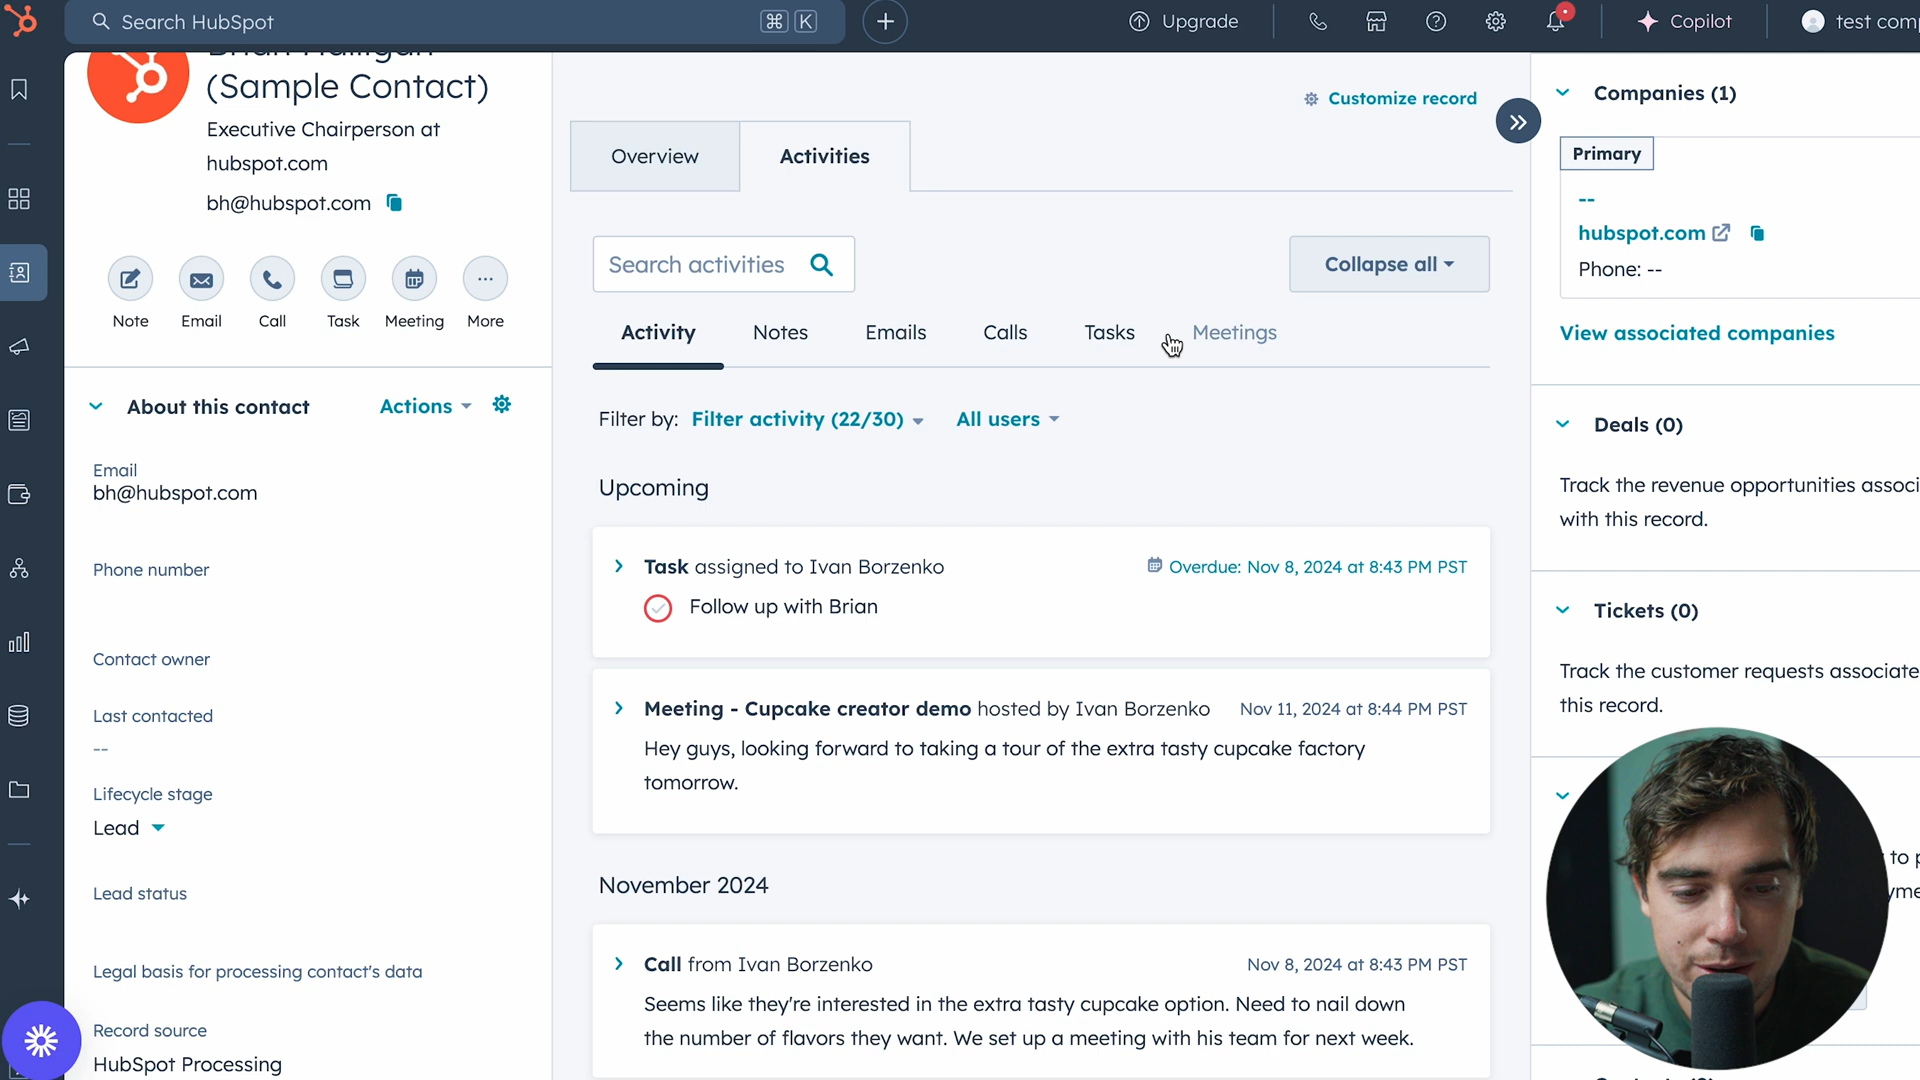 Search HubSpot
⌘ K
Upgrade
Copilot
test comp
(Sample Contact)
Executive Chairperson at
hubspot.com
bh@hubspot.com
Note
Email
Call
Task
Meeting
More
About this contact
Actions
Email
bh@hubspot.com
Phone number
Contact owner
Last contacted
--
Lifecycle stage
Lead
Lead status
Legal basis for processing contact's data
Record source
HubSpot Processing
Customize record
Overview
Activities
Search activities
Collapse all
Activity
Notes
Emails
Calls
Tasks
Meetings
Filter by: Filter activity (22/30) All users
Upcoming
Task assigned to Ivan Borzenko
Overdue: Nov 8, 2024 at 8:43 PM PST
Follow up with Brian
Meeting - Cupcake creator demo hosted by Ivan Borzenko
Nov 11, 2024 at 8:44 PM PST
Hey guys, looking forward to taking a tour of the extra tasty cupcake factory
tomorrow.
November 2024
Call from Ivan Borzenko
Nov 8, 2024 at 8:43 PM PST
Seems like they're interested in the extra tasty cupcake option. Need to nail down
the number of flavors they want. We set up a meeting with his team for next week.
Companies (1)
Primary
--
hubspot.com
Phone: --
View associated companies
Deals (0)
Track the revenue opportunities associ
with this record.
Tickets (0)
Track the customer requests associate
this record.
to p